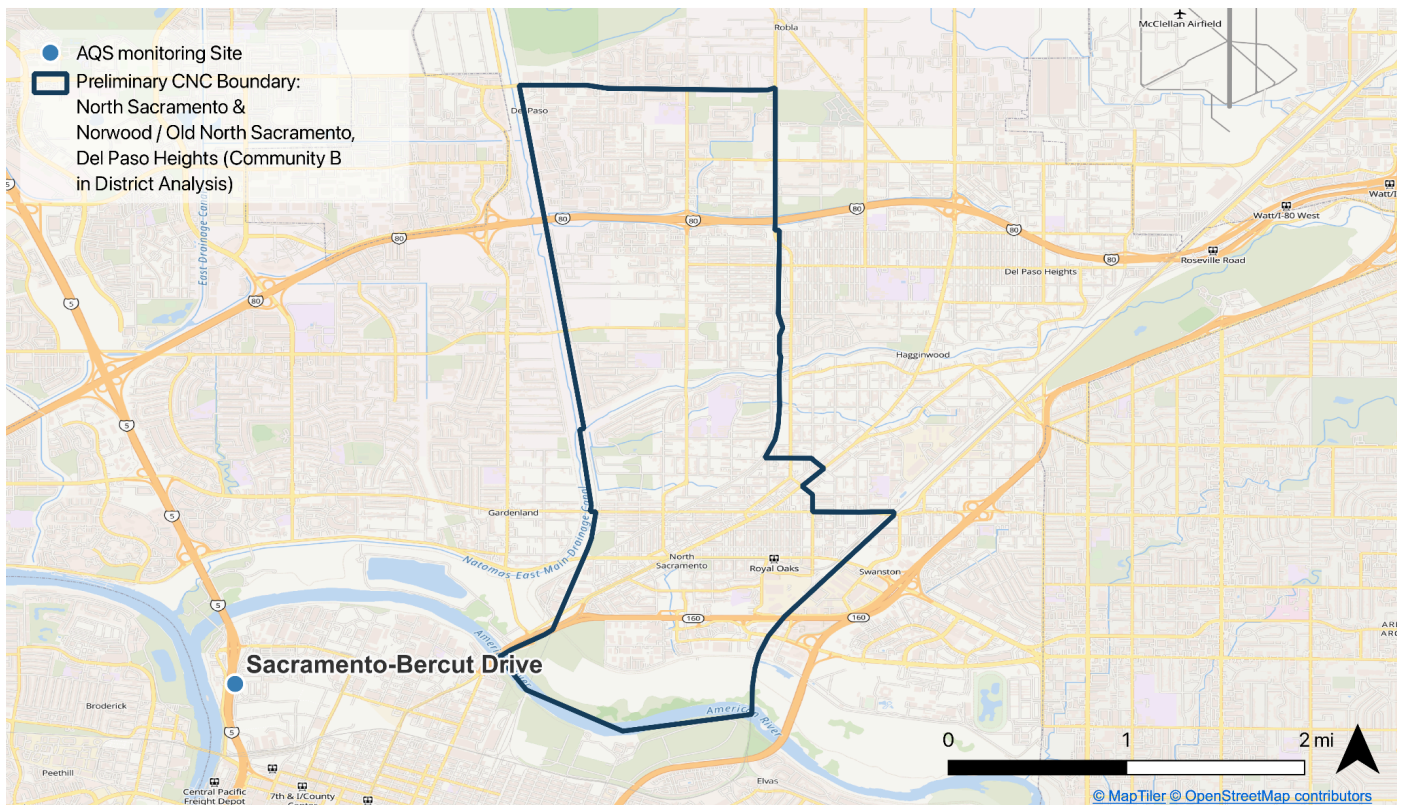 McClellan Airfield
Robla
AQS monitoring Site
Preliminary CNC Boundary:
North Sacramento &
Norwood / Old North Sacramento,
Del Paso Heights (Community B
in District Analysis)
Del Paso
5
Watt/I-80 West
East Drainage Canal
80
80
80
80
80
80
80
Roseville Road
Del Paso Heights
5
5
Hagginwood
5
Gardenland
Natomas East Main Drainage Canal
North
Sacramento
Royal Oaks
Swanston
5
160
160
Sacramento-Bercut Drive
Broderick
American River
5
0
1
2 mi
Peethill
Elvas
Central Pacific
Freight Depot
7th & I/County
© MapTiler © OpenStreetMap contributors